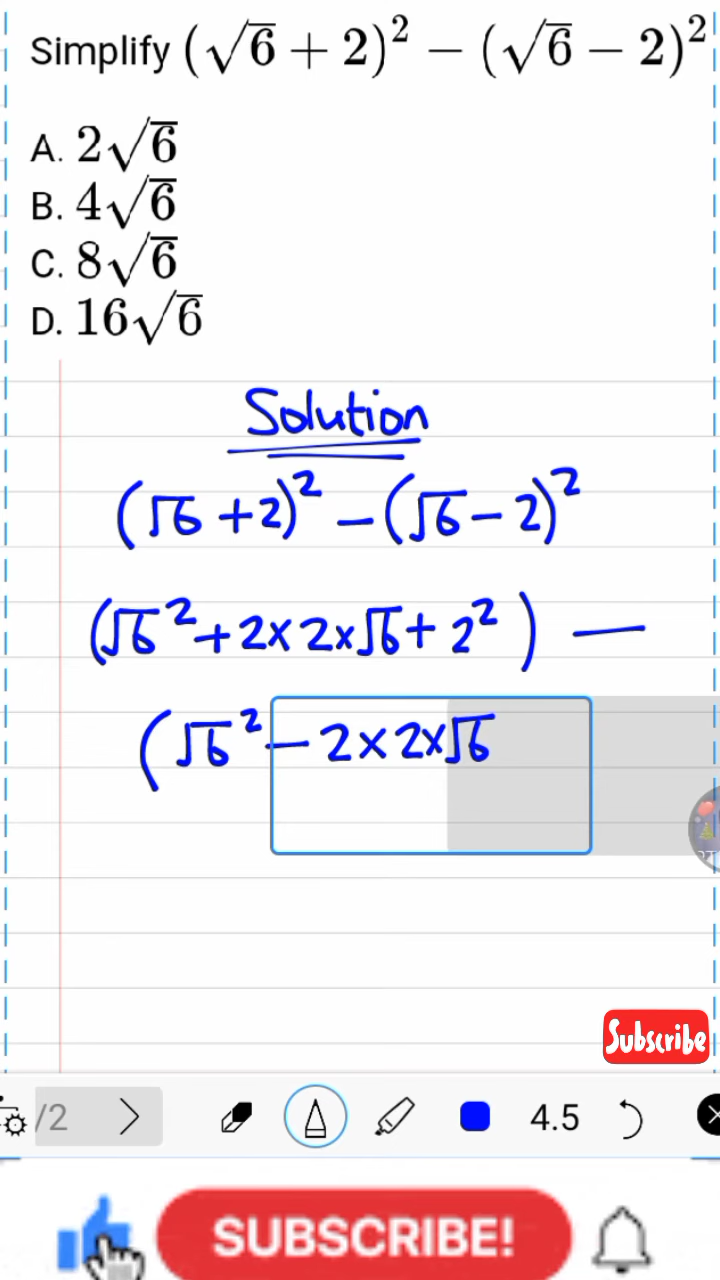 Simplify (√6 + 2)² − (√6 − 2)²
A. 2√6
B. 4√6
C. 8√6
D. 16√6
Solution
(√6 +2)² −(√6 − 2)²
(√6² + 2×2×√6 + 2²) —
(√6² − 2×2×√6
Subscribe
/2
4.5
SUBSCRIBE!